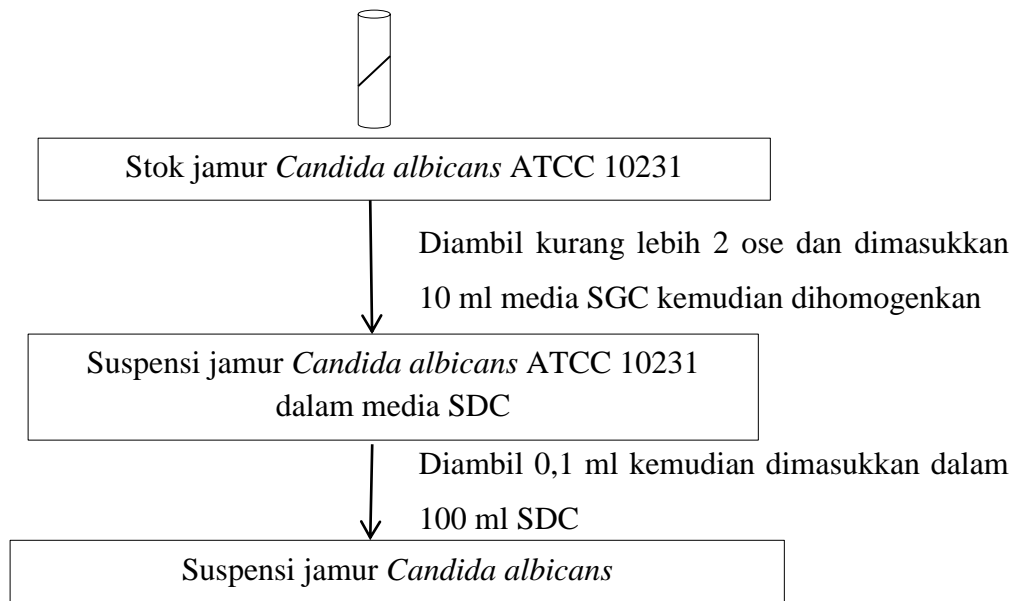 Stok jamur Candida albicans ATCC 10231
Diambil kurang lebih 2 ose dan dimasukkan
10 ml media SGC kemudian dihomogenkan
Suspensi jamur Candida albicans ATCC 10231
dalam media SDC
Diambil 0,1 ml kemudian dimasukkan dalam
100 ml SDC
Suspensi jamur Candida albicans